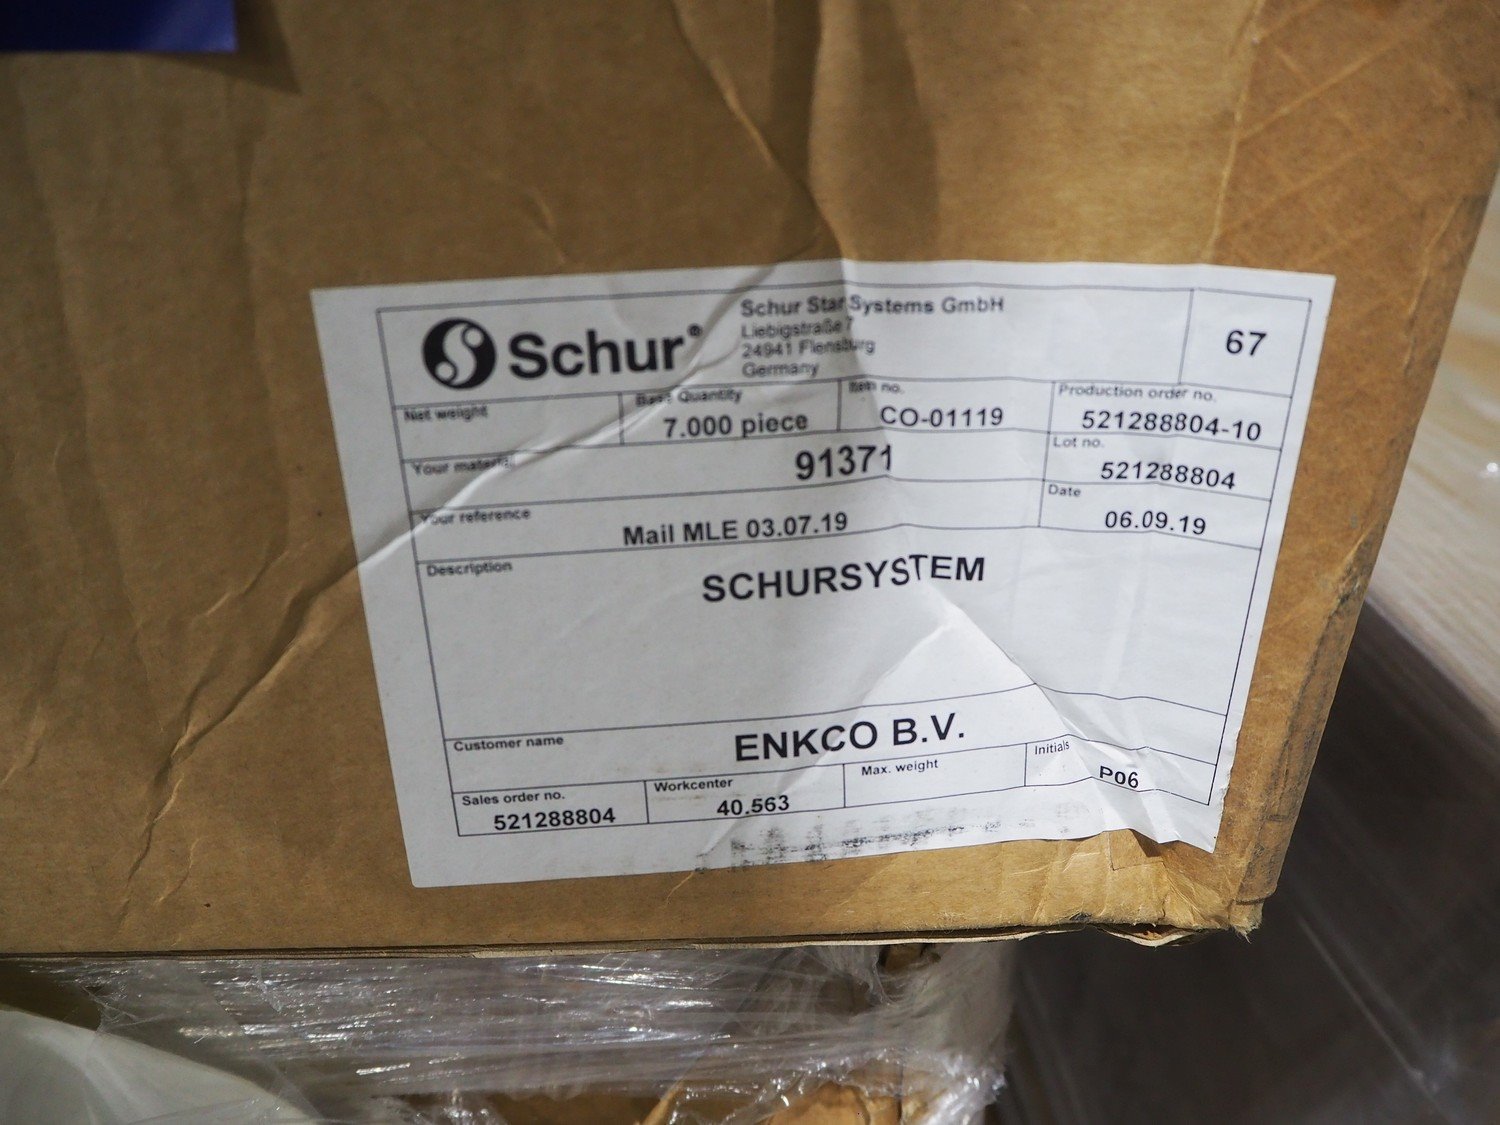 Schur®
Schur Star Systems GmbH
Liebigstraße 7
24941 Flensburg
Germany
67
Net weight
Base Quantity
7.000 piece
Item no.
CO-01119
Production order no.
521288804-10
Your material
91371
Lot no.
521288804
Your reference
Mail MLE 03.07.19
Date
06.09.19
Description
SCHURSYSTEM
Customer name
ENKCO B.V.
Sales order no.
521288804
Workcenter
40.563
Max. weight
Initials
P06